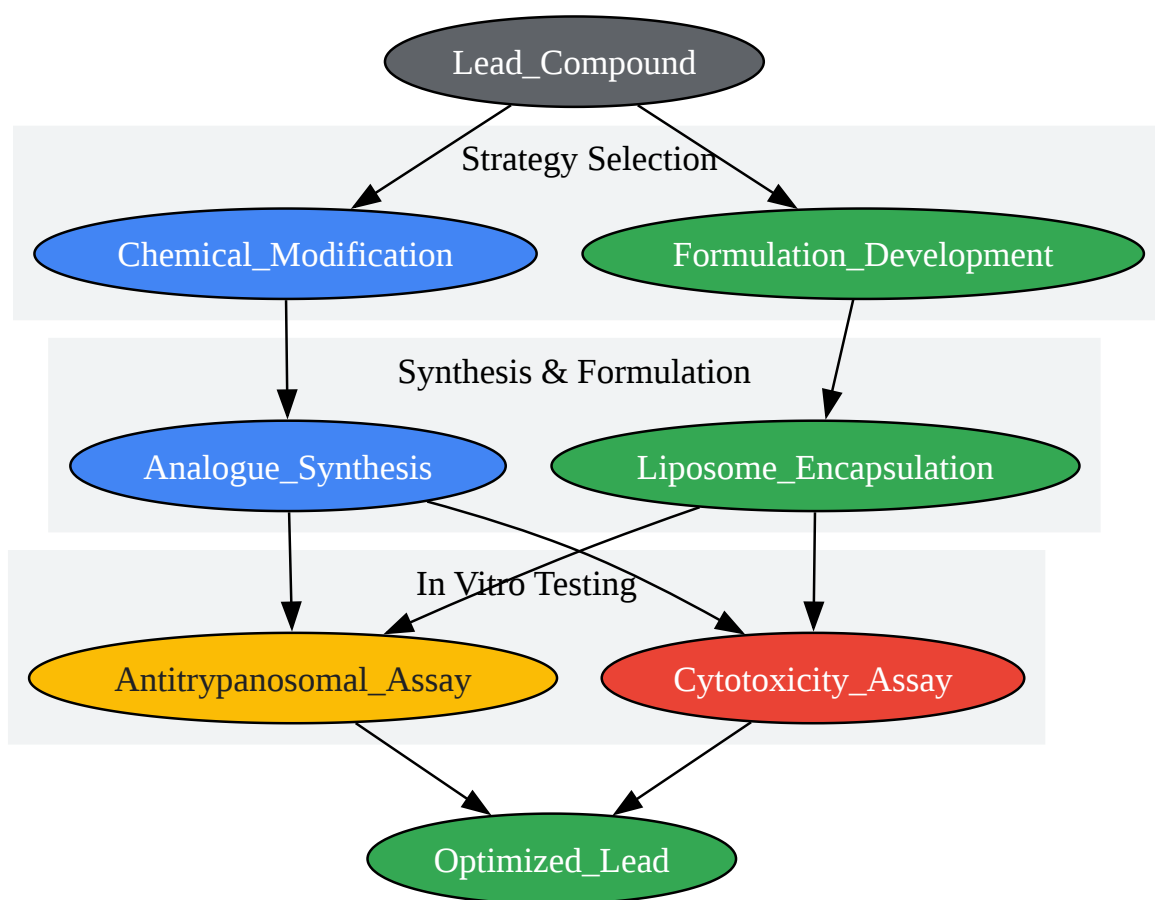 Lead_Compound
Strategy Selection
Chemical_Modification
Formulation_Development
Synthesis & Formulation
Analogue_Synthesis
Liposome_Encapsulation
In Vitro Testing
Antitrypanosomal_Assay
Cytotoxicity_Assay
Optimized_Lead